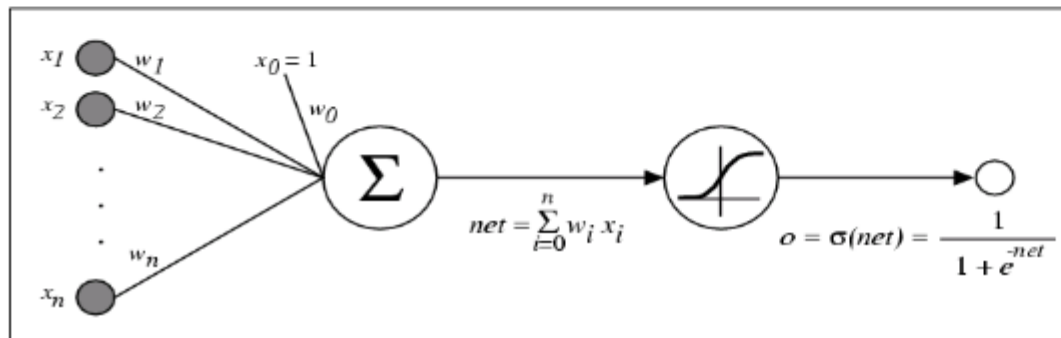 x1 w1 x0 = 1
x2 w2 w0
.
.
.
Σ
net = Σ i=0 n wi xi
o = σ(net) = 1 / 1 + e -net
wn
xn